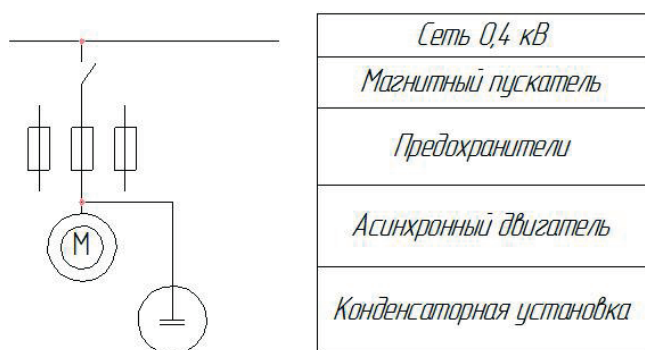 Сеть 0,4 кВ
Магнитный пускатель
Предохранители
М
Асинхронный двигатель
Конденсаторная установка